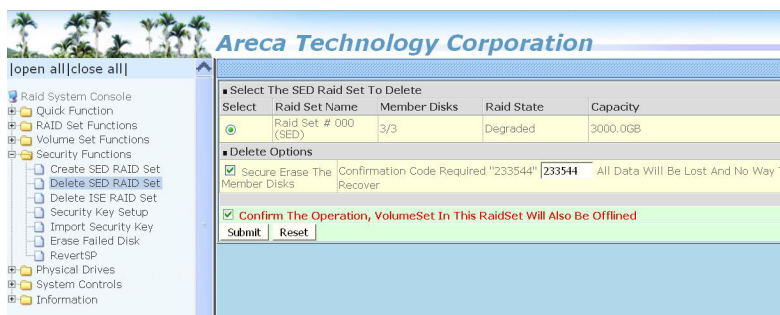 Areca Technology Corporation
|open all|close all|
Raid System Console
Quick Function
RAID Set Functions
Volume Set Functions
Security Functions
Create SED RAID Set
Delete SED RAID Set
Delete ISE RAID Set
Security Key Setup
Import Security Key
Erase Failed Disk
RevertSP
Physical Drives
System Controls
Information
Select The SED Raid Set To Delete
Select Raid Set Name Member Disks Raid State Capacity
Raid Set # 000 (SED) 3/3 Degraded 3000.0GB
Delete Options
Secure Erase The Member Disks Confirmation Code Required "233544" 233544 All Data Will Be Lost And No Way Recover
Confirm The Operation, VolumeSet In This RaidSet Will Also Be Offlined
Submit Reset